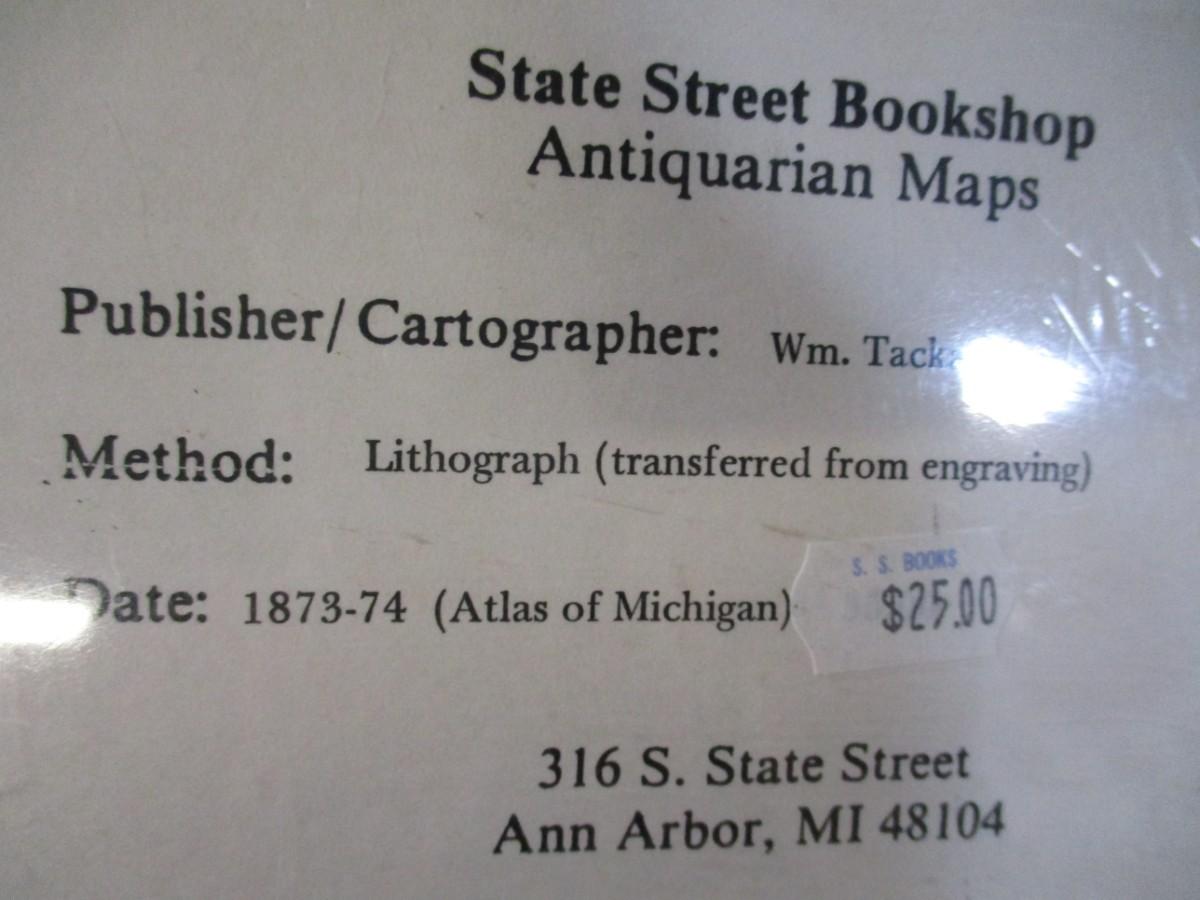 State Street Bookshop
Antiquarian Maps
Publisher/Cartographer: Wm.
Method: Lithograph (transferred from engraving)
Date: 1873-74 (Atlas of Michigan)
S. S. BOOKS
$25.00
316 S. State Street
Ann Arbor, MI 48104